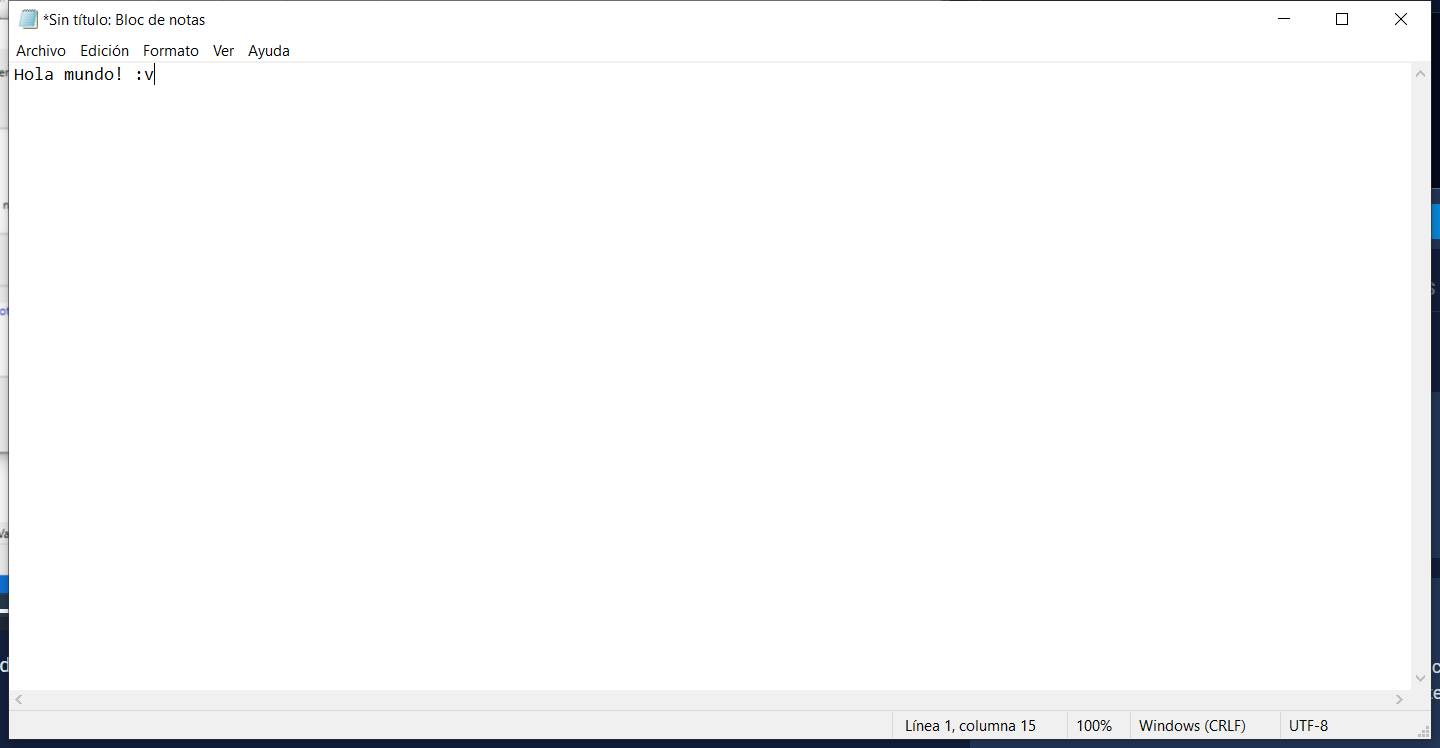 *Sin título: Bloc de notas
Archivo Edición Formato Ver Ayuda
Hola mundo! :v
Línea 1, columna 15 100% Windows (CRLF) UTF-8